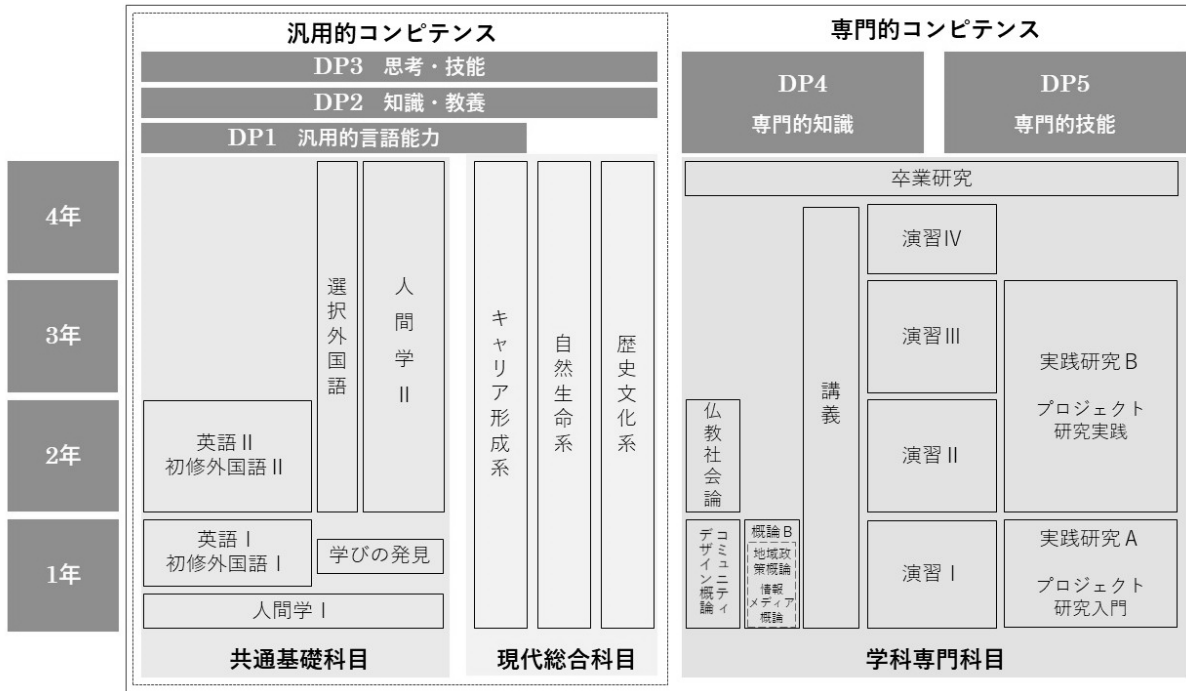 汎用的コンピテンス
専門的コンピテンス
DP3 思考・技能
DP2 知識・教養
DP1 汎用的言語能力
DP4
専門的知識
DP5
専門的技能
4年
3年
2年
1年
選択外国語
人間学Ⅱ
英語Ⅱ
初修外国語Ⅱ
英語Ⅰ
初修外国語Ⅰ
学びの発見
人間学Ⅰ
共通基礎科目
キャリア形成系
自然生命系
歴史文化系
現代総合科目
卒業研究
仏教社会論
コミュニティ
デザイン概論
概論B
地域政
策概論
情報
メディア
概論
講義
演習Ⅳ
演習Ⅲ
演習Ⅱ
演習Ⅰ
実践研究B
プロジェクト
研究実践
実践研究A
プロジェクト
研究入門
学科専門科目